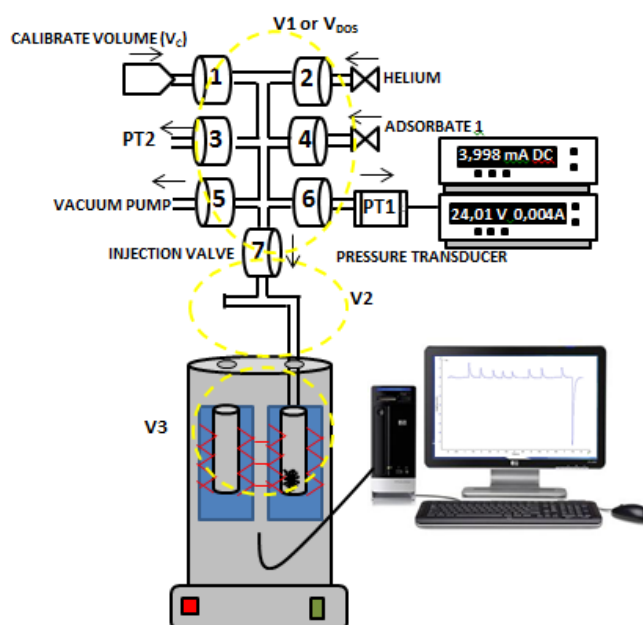 V1 or VDOS
CALIBRATE VOLUME (VC)
1
2
HELIUM
PT2
3
4
ADSORBATE 1
3,998 mA DC
VACUUM PUMP
5
6
PT1
24,01 V 0,004A
INJECTION VALVE
7
PRESSURE TRANSDUCER
V2
V3